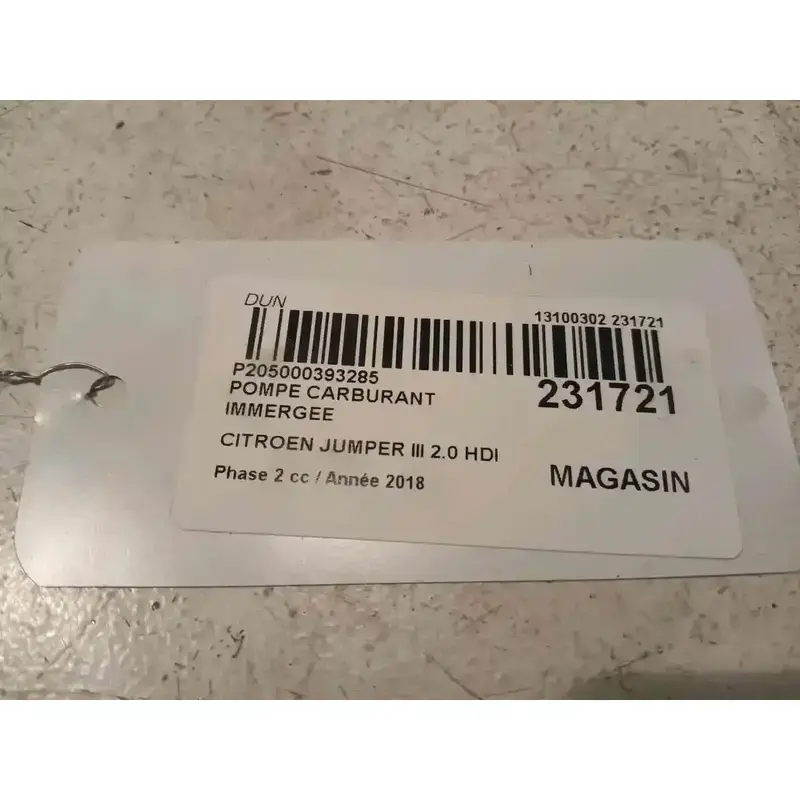 DUN
13100302 231721
P205000393285
231721
POMPE CARBURANT
IMMERGEE
CITROEN JUMPER III 2.0 HDI
Phase 2 cc / Année 2018
MAGASIN